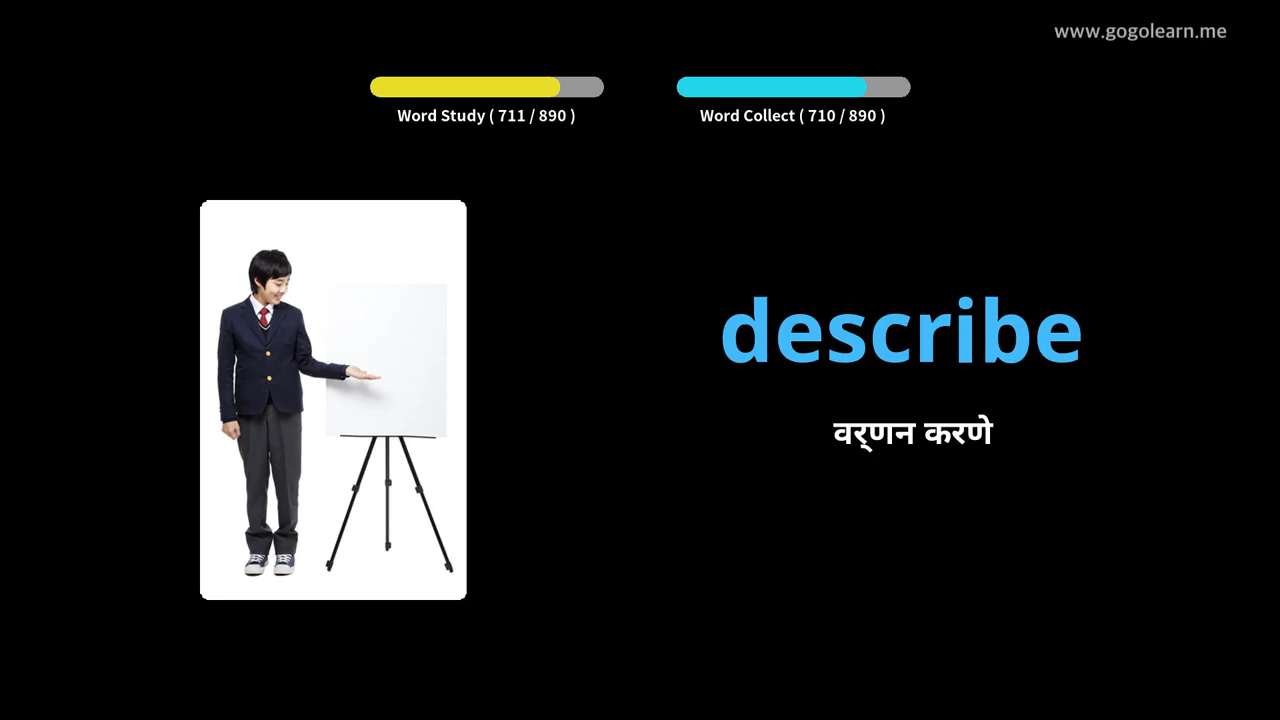 www.gogolearn.me
Word Study ( 711 / 890 )
Word Collect ( 710 / 890 )
describe
वर्णन करणे